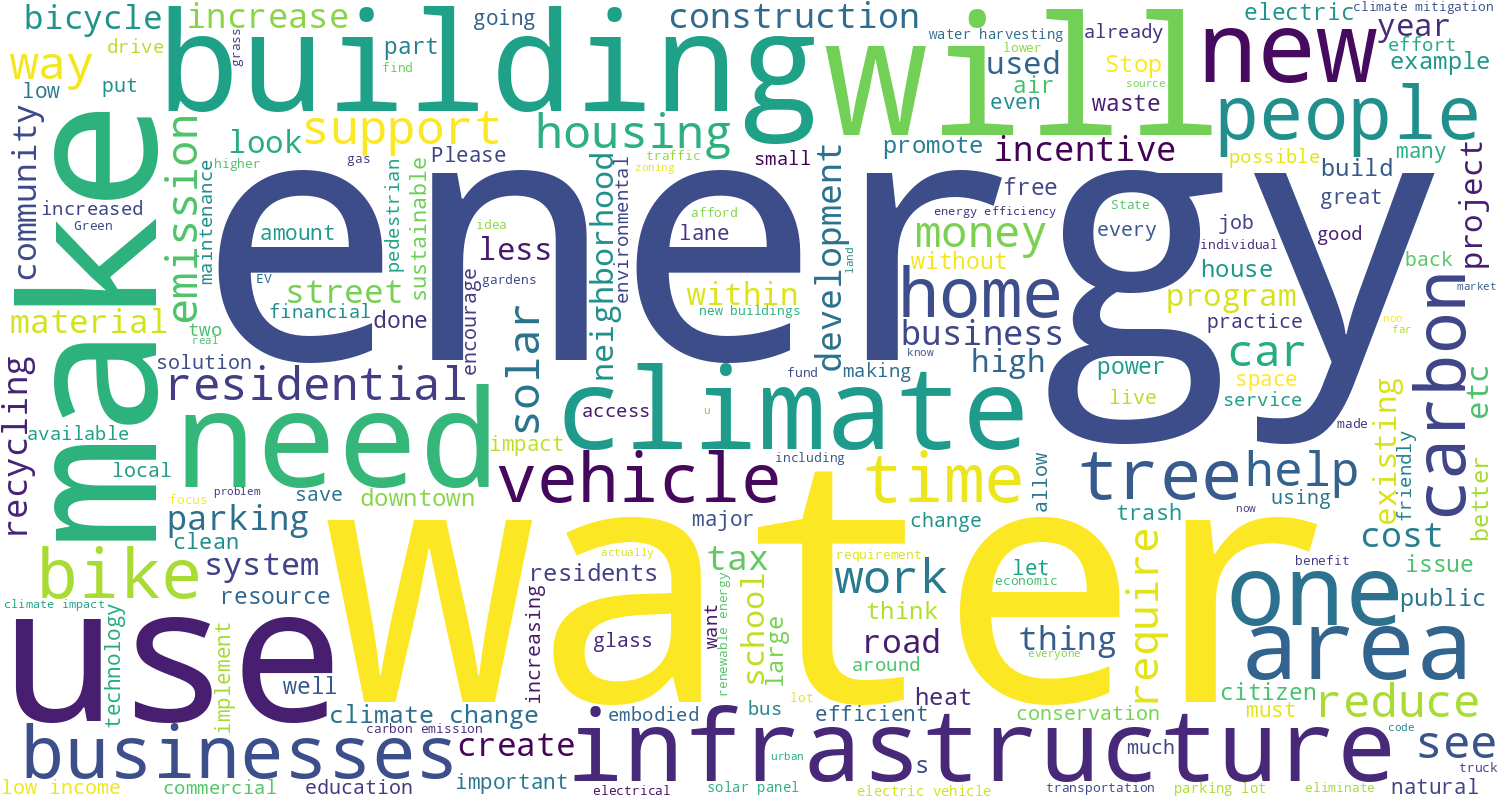 bicycle
increase
going
construction
electric
climate mitigation
drive
grass
part
find
building
will
water harvesting
lower
already
new
year
effort
example
way
low
put
used
air
even
Stop
source
waste
people
make
community
emission
look
support
housing
small
promote
incentive
possible
many
build
higher
maintenance
gas
pedestrian
sustainable
Please
traffic
zoning
neighborhood
environmental
development
free
great
project
increased
Green
energy
amount
idea
less
afford
lane
money
energy efficiency
State
every
job
individual
good
without
land
house
back
EV
gardens
street
financial
done
encourage
within
new buildings
home
business
program
practice
market
carbon
material
two
real
solution
solar
know
high
car
non
far
recycling
residential
fund
making
power
space
service
live
etc
need
climate
access
u
existing
friendly
made
available
local
impact
including
vehicle
time
tree
help
using
better
focus
problem
save
downtown
parking
clean
major
change
allow
trash
now
cost
bike
system
resource
residents
actually
tax
requirement
work
let
economic
require
benefit
issue
one
public
climate impact
technology
use
water
implement
increasing
glass
want
renewable energy
school
large
think
road
around
thing
everyone
area
well
lot
heat
citizen
must
reduce
climate change
carbon emission
embodied
bus
efficient
conservation
code
businesses
create
infrastructure
s
much
see
truck
urban
low income
commercial
education
important
electrical
solar panel
electric vehicle
transportation
parking lot
eliminate
natural